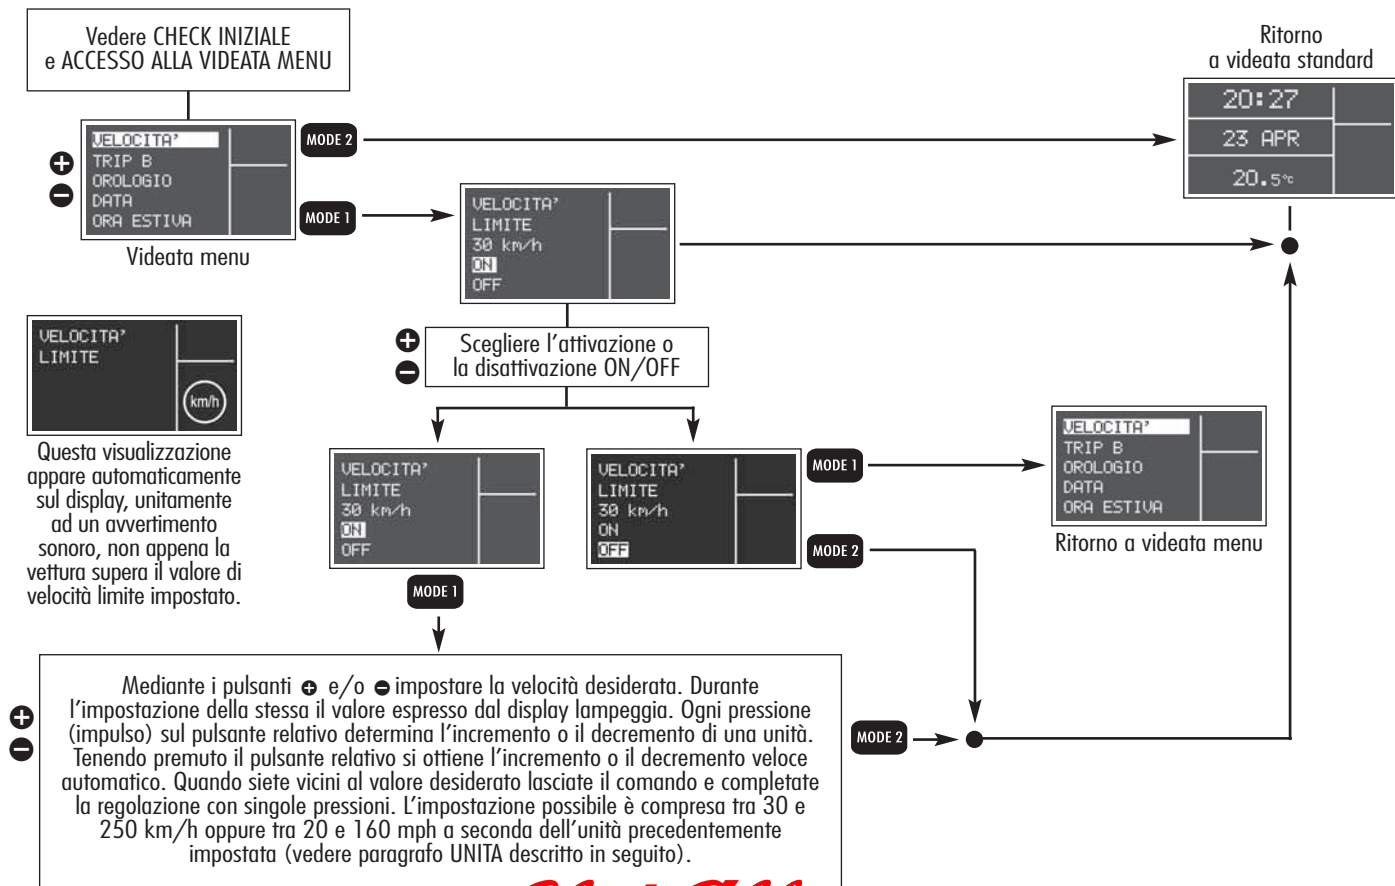 Vedere CHECK INIZIALE
e ACCESSO ALLA VIDEATA MENU
VELOCITA'
TRIP B
OROLOGIO
DATA
ORA ESTIVA
MODE 2
MODE 1
Videata menu
Ritorno
a videata standard
20:27
23 APR
20.5°c
VELOCITA'
LIMITE
30 km/h
ON
OFF
VELOCITA'
LIMITE
km/h
Questa visualizzazione
appare automaticamente
sul display, unitamente
ad un avvertimento
sonoro, non appena la
vettura supera il valore di
velocità limite impostato.
Scegliere l'attivazione o
la disattivazione ON/OFF
VELOCITA'
LIMITE
30 km/h
ON
OFF
MODE 1
VELOCITA'
LIMITE
30 km/h
ON
OFF
MODE 1
MODE 2
VELOCITA'
TRIP B
OROLOGIO
DATA
ORA ESTIVA
Ritorno a videata menu
Mediante i pulsanti + e/o - impostare la velocità desiderata. Durante
l'impostazione della stessa il valore espresso dal display lampeggia. Ogni pressione
(impulso) sul pulsante relativo determina l'incremento o il decremento di una unità.
Tenendo premuto il pulsante relativo si ottiene l'incremento o il decremento veloce
automatico. Quando siete vicini al valore desiderato lasciate il comando e completate
la regolazione con singole pressioni. L'impostazione possibile è compresa tra 30 e
250 km/h oppure tra 20 e 160 mph a seconda dell'unità precedentemente
impostata (vedere paragrafo UNITA descritto in seguito).
MODE 2